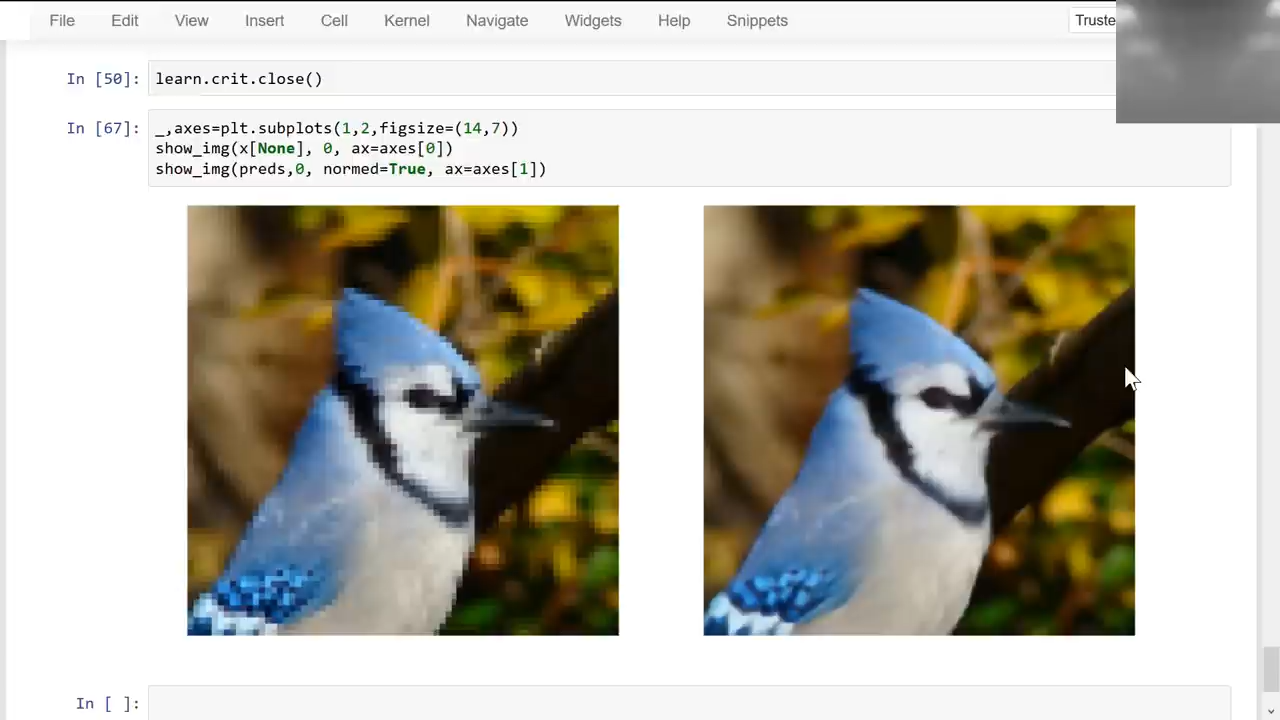 File Edit View Insert Cell Kernel Navigate Widgets Help Snippets Truste
In [50]: learn.crit.close()
In [67]: _,axes=plt.subplots(1,2,figsize=(14,7))
show_img(x[None], 0, ax=axes[0])
show_img(preds,0, normed=True, ax=axes[1])
In [ ]: